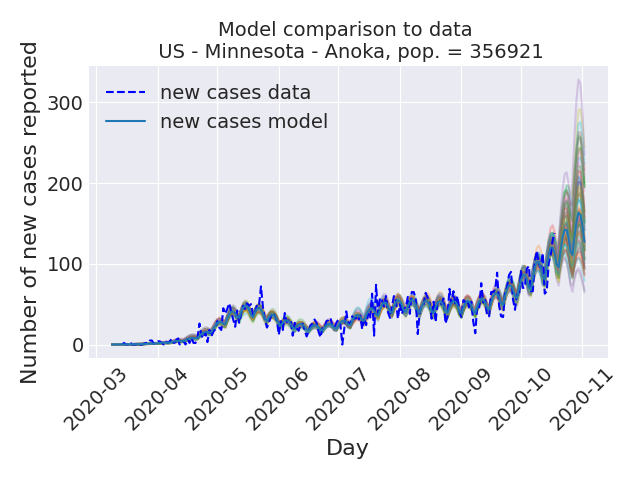 Model comparison to data
US - Minnesota - Anoka, pop. = 356921
Number of new cases reported
300
200
100
0
new cases data
new cases model
2020-03
2020-04
2020-05
2020-06
2020-07
2020-08
2020-09
2020-10
2020-11
Day